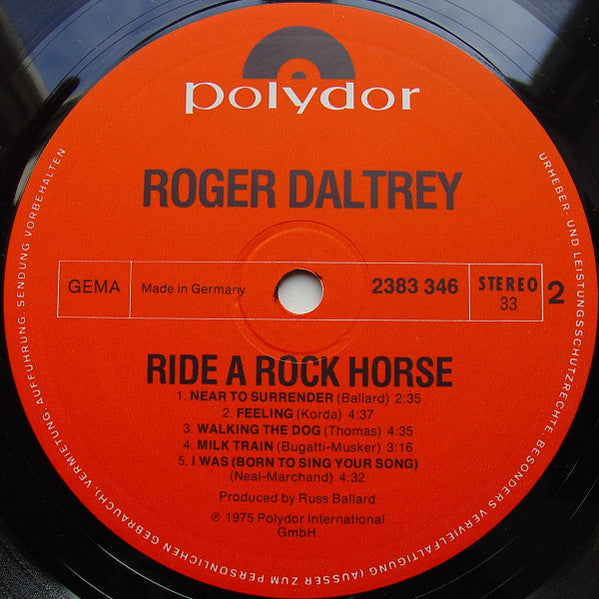 polydor
ROGER DALTREY
GEMA
Made in Germany
2383 346
STEREO
33
2
RIDE A ROCK HORSE
1. NEAR TO SURRENDER (Ballard) 2:35
2. FEELING (Korda) 4:37
3. WALKING THE DOG (Thomas) 4:35
4. MILK TRAIN (Bugatti-Musker) 3:16
5. I WAS (BORN TO SING YOUR SONG)
(Neal-Marchand) 4:32
Produced by Russ Ballard
℗ 1975 Polydor International
GmbH
URHEBER- UND LEISTUNGSSCHUTZRECHTE, BESONDERS VERVIELFÄLTIGUNG (AUSSER ZUM PERSÖNLICHEN GEBRAUCH), VERMIETUNG, AUFFÜHRUNG, SENDUNG VORBEHALTEN